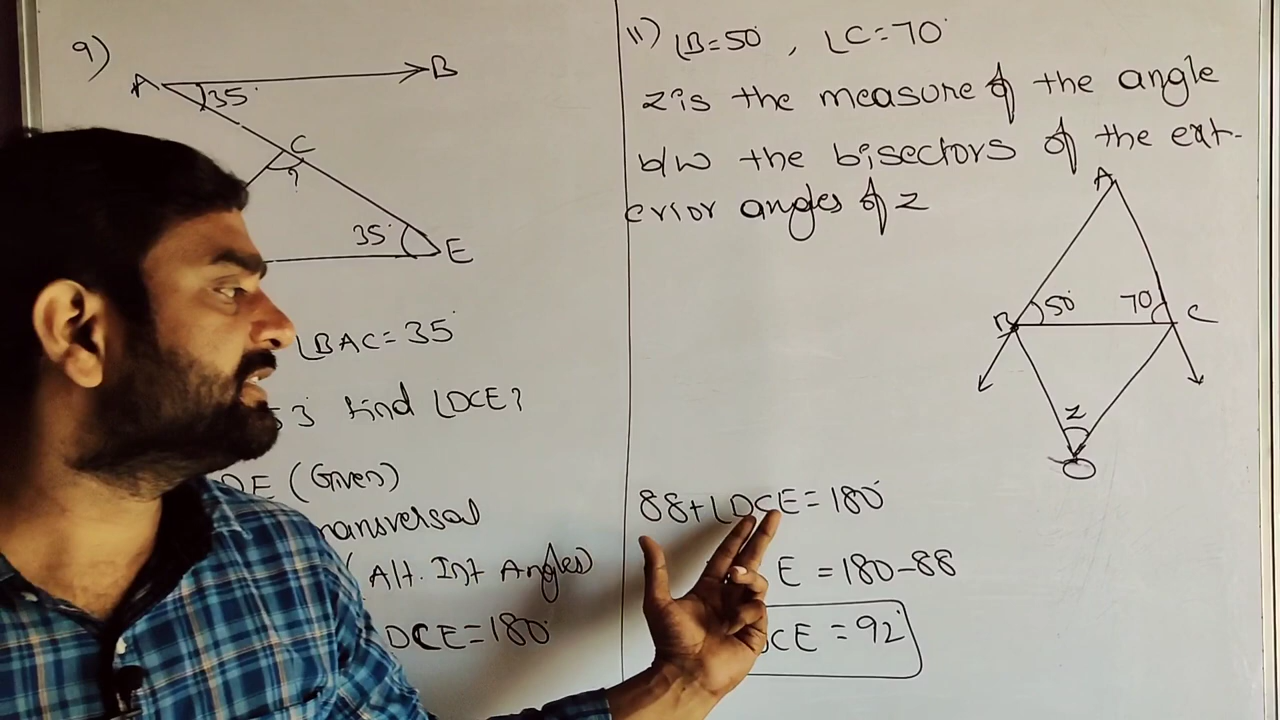 9)
A B
35°
C
?
35° E
∠BAC = 35°
53 find ∠DCE?
DE (Given)
ransversal
(Alt. Int Angles)
DCE = 180°
11) ∠B = 50°, ∠C = 70°
z is the measure of the angle
b/w the bisectors of the ext-
erior angles of z
A
B 50° 70° C
z
O
88 + ∠DCE = 180°
E = 180 - 88
CE = 92°